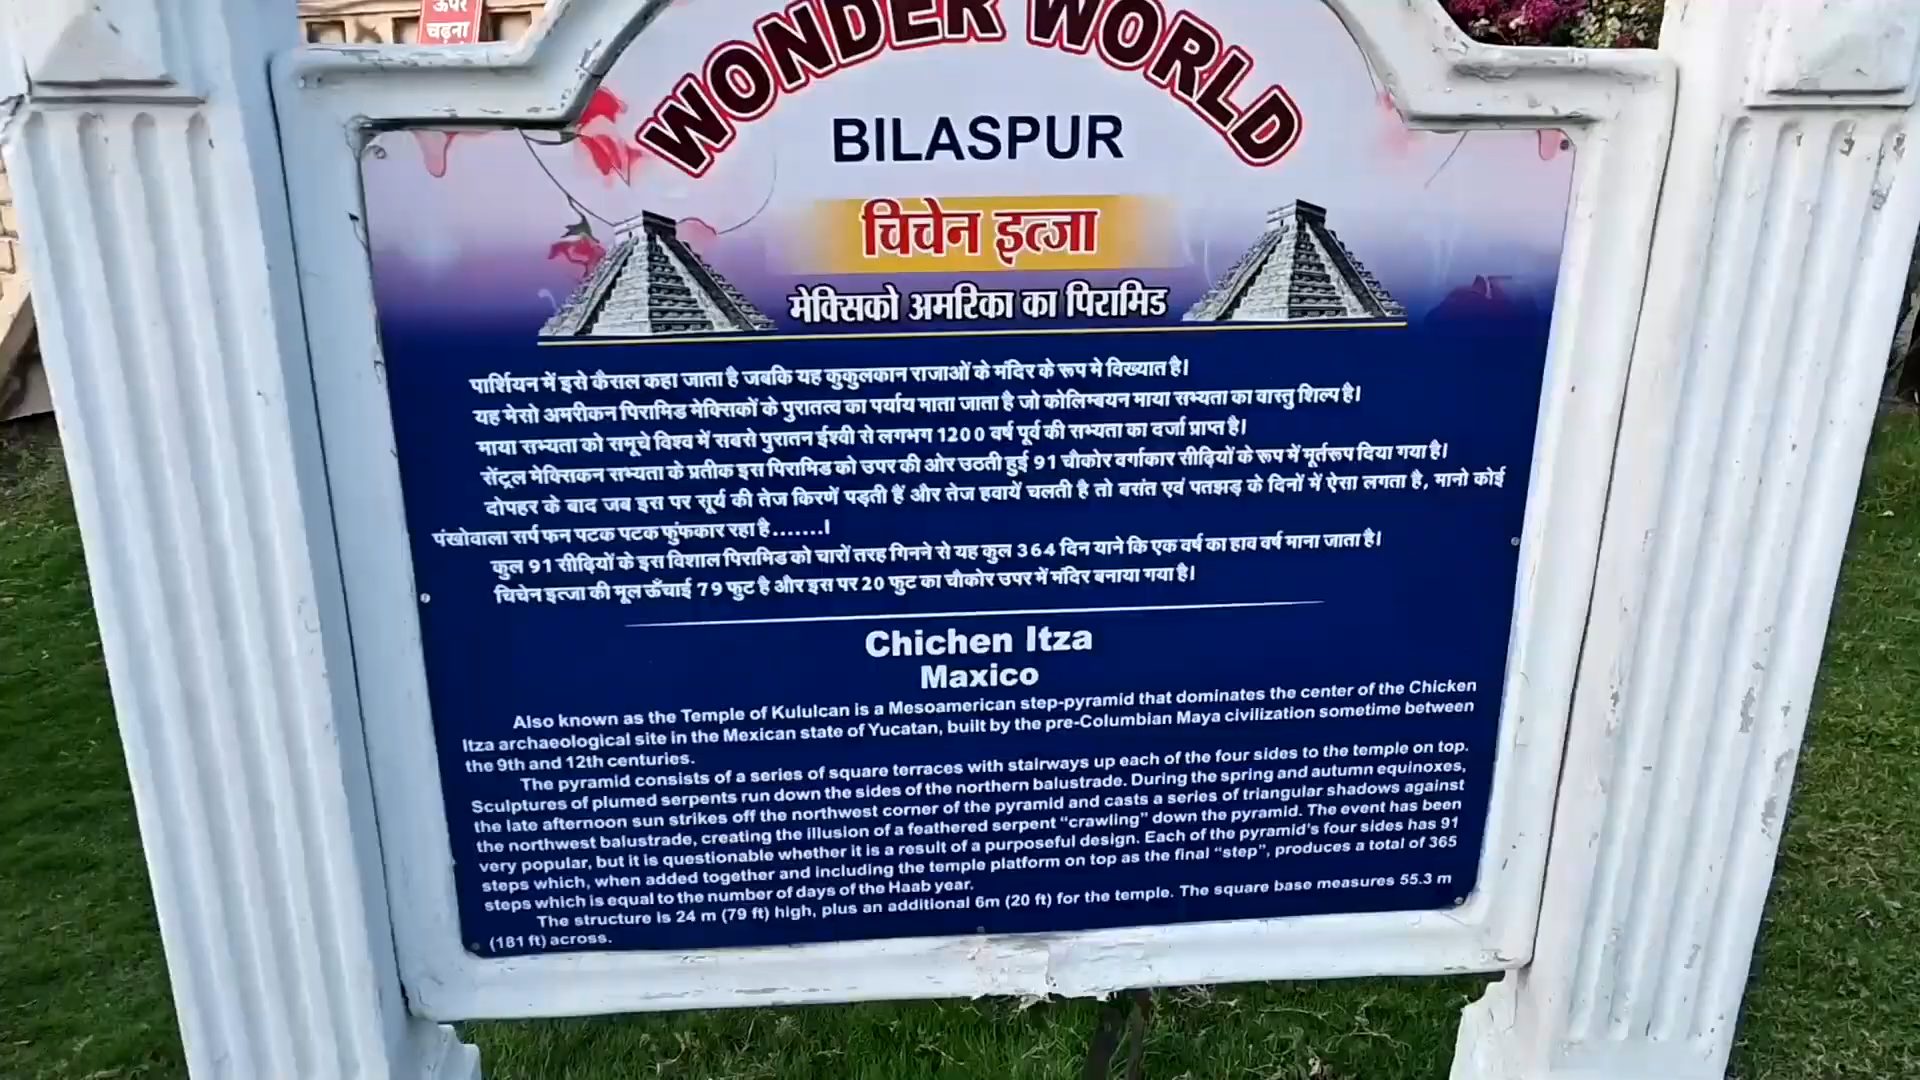 ऊपर
चढ़ना
WONDER WORLD
BILASPUR
चिचेन इत्जा
मेक्सिको अमरिका का पिरामिड
पार्शियन में इसे कैसल कहा जाता है जबकि यह कुकुलकान राजाओं के मंदिर के रूप मे विख्यात है।
यह मेसो अमरीकन पिरामिड मेक्सिकों के पुरातत्व का पर्याय माता जाता है जो कोलिम्बयन माया सभ्यता का वास्तु शिल्प है।
माया सभ्यता को समूचे विश्व में सबसे पुरातन ईश्वी से लगभग 1200 वर्ष पूर्व की सभ्यता का दर्जा प्राप्त है।
सेंट्रल मेक्सिकन सभ्यता के प्रतीक इस पिरामिड को उपर की ओर उठती हुई 91 चौकोर वर्गाकार सीढ़ियों के रूप में मूर्तरूप दिया गया है।
दोपहर के बाद जब इस पर सूर्य की तेज किरणें पड़ती हैं और तेज हवायें चलती है तो बसंत एवं पतझड़ के दिनों में ऐसा लगता है, मानो कोई
पंखोवाला सर्प फन पटक पटक फुंफकार रहा है.......।
कुल 91 सीढ़ियों के इस विशाल पिरामिड को चारों तरह गिनने से यह कुल 364 दिन याने कि एक वर्ष का हाव वर्ष माना जाता है।
चिचेन इत्जा की मूल ऊँचाई 79 फुट है और इस पर 20 फुट का चौकोर उपर में मंदिर बनाया गया है।
Chichen Itza
Maxico
Also known as the Temple of Kululcan is a Mesoamerican step-pyramid that dominates the center of the Chicken
Itza archaeological site in the Mexican state of Yucatan, built by the pre-Columbian Maya civilization sometime between
the 9th and 12th centuries.
The pyramid consists of a series of square terraces with stairways up each of the four sides to the temple on top.
Sculptures of plumed serpents run down the sides of the northern balustrade. During the spring and autumn equinoxes,
the late afternoon sun strikes off the northwest corner of the pyramid and casts a series of triangular shadows against
the northwest balustrade, creating the illusion of a feathered serpent "crawling" down the pyramid. The event has been
very popular, but it is questionable whether it is a result of a purposeful design. Each of the pyramid's four sides has 91
steps which, when added together and including the temple platform on top as the final "step", produces a total of 365
steps which is equal to the number of days of the Haab year.
The structure is 24 m (79 ft) high, plus an additional 6m (20 ft) for the temple. The square base measures 55.3 m
(181 ft) across.